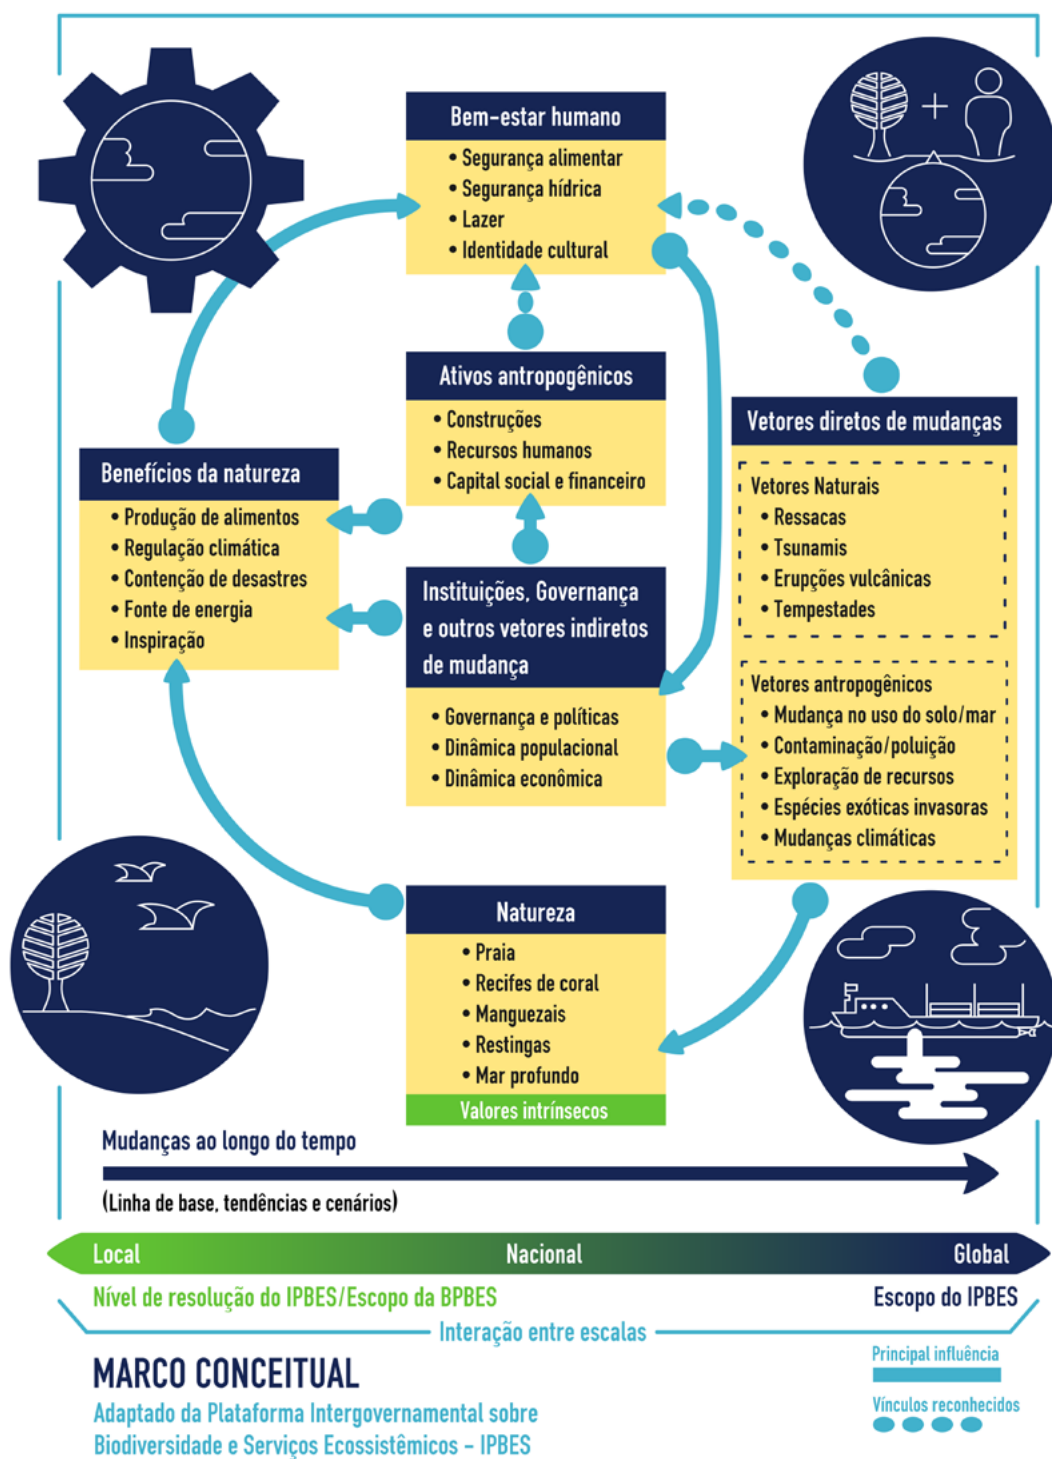 Bem-estar humano
• Segurança alimentar
• Segurança hídrica
• Lazer
• Identidade cultural
Ativos antropogênicos
• Construções
• Recursos humanos
• Capital social e financeiro
Benefícios da natureza
• Produção de alimentos
• Regulação climática
• Contenção de desastres
• Fonte de energia
• Inspiração
Instituições, Governança
e outros vetores indiretos
de mudança
• Governança e políticas
• Dinâmica populacional
• Dinâmica econômica
Vetores diretos de mudanças
Vetores Naturais
• Ressacas
• Tsunamis
• Erupções vulcânicas
• Tempestades
Vetores antropogênicos
• Mudança no uso do solo/mar
• Contaminação/poluição
• Exploração de recursos
• Espécies exóticas invasoras
• Mudanças climáticas
Natureza
• Praia
• Recifes de coral
• Manguezais
• Restingas
• Mar profundo
Valores intrínsecos
Mudanças ao longo do tempo
(Linha de base, tendências e cenários)
Local Nacional Global
Nível de resolução do IPBES/Escopo da BPBES
Escopo do IPBES
Interação entre escalas
MARCO CONCEITUAL
Adaptado da Plataforma Intergovernamental sobre
Biodiversidade e Serviços Ecossistêmicos - IPBES
Principal influência
Vínculos reconhecidos